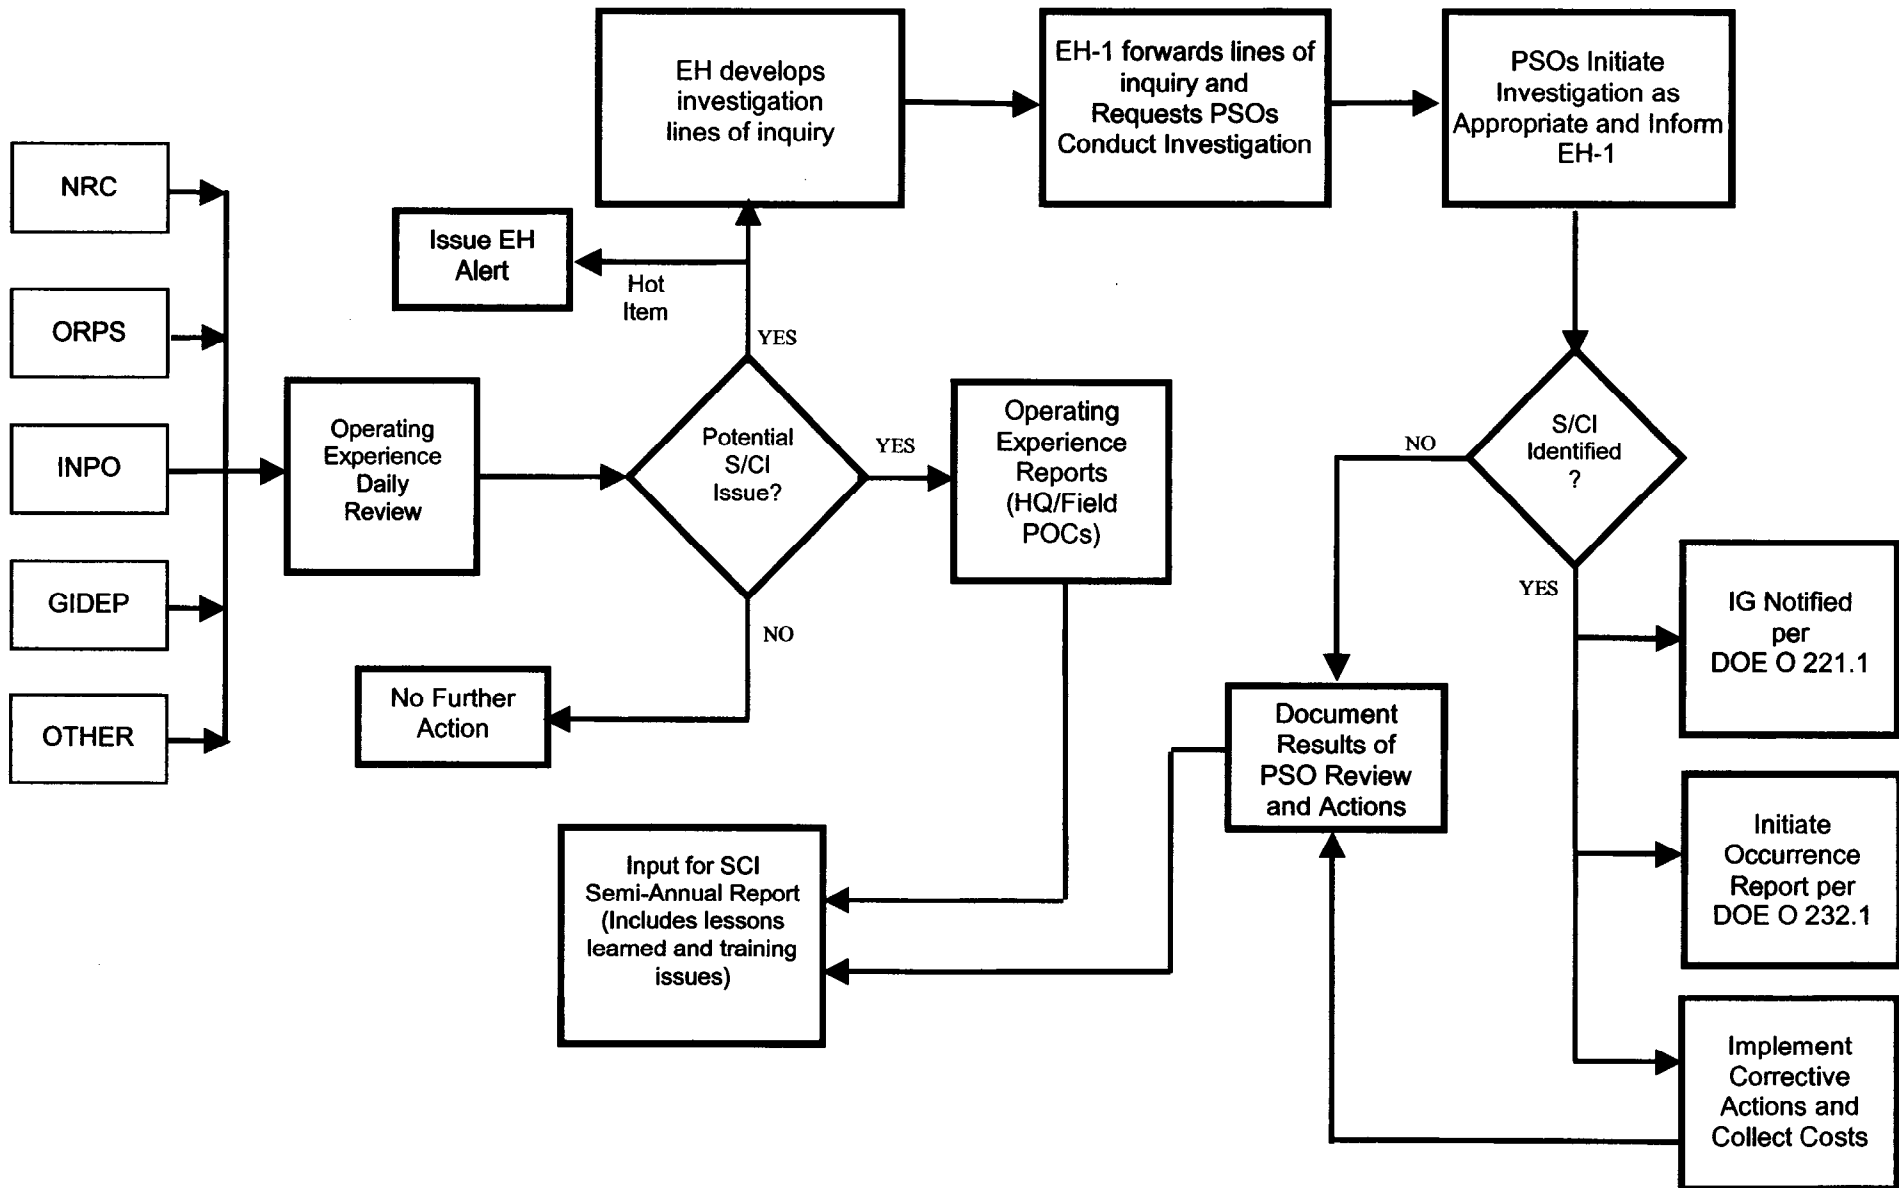 NRC
ORPS
INPO
GIDEP
OTHER
Operating
Experience
Daily
Review
Potential
S/CI
Issue?
YES
Hot
Item
Issue EH
Alert
EH develops
investigation
lines of inquiry
EH-1 forwards lines of
inquiry and
Requests PSOs
Conduct Investigation
PSOs Initiate
Investigation as
Appropriate and Inform
EH-1
YES
Operating
Experience
Reports
(HQ/Field
POCs)
NO
No Further
Action
Input for SCI
Semi-Annual Report
(Includes lessons
learned and training
issues)
S/CI
Identified
?
NO
Document
Results of
PSO Review
and Actions
YES
IG Notified
per
DOE O 221.1
Initiate
Occurrence
Report per
DOE O 232.1
Implement
Corrective
Actions and
Collect Costs